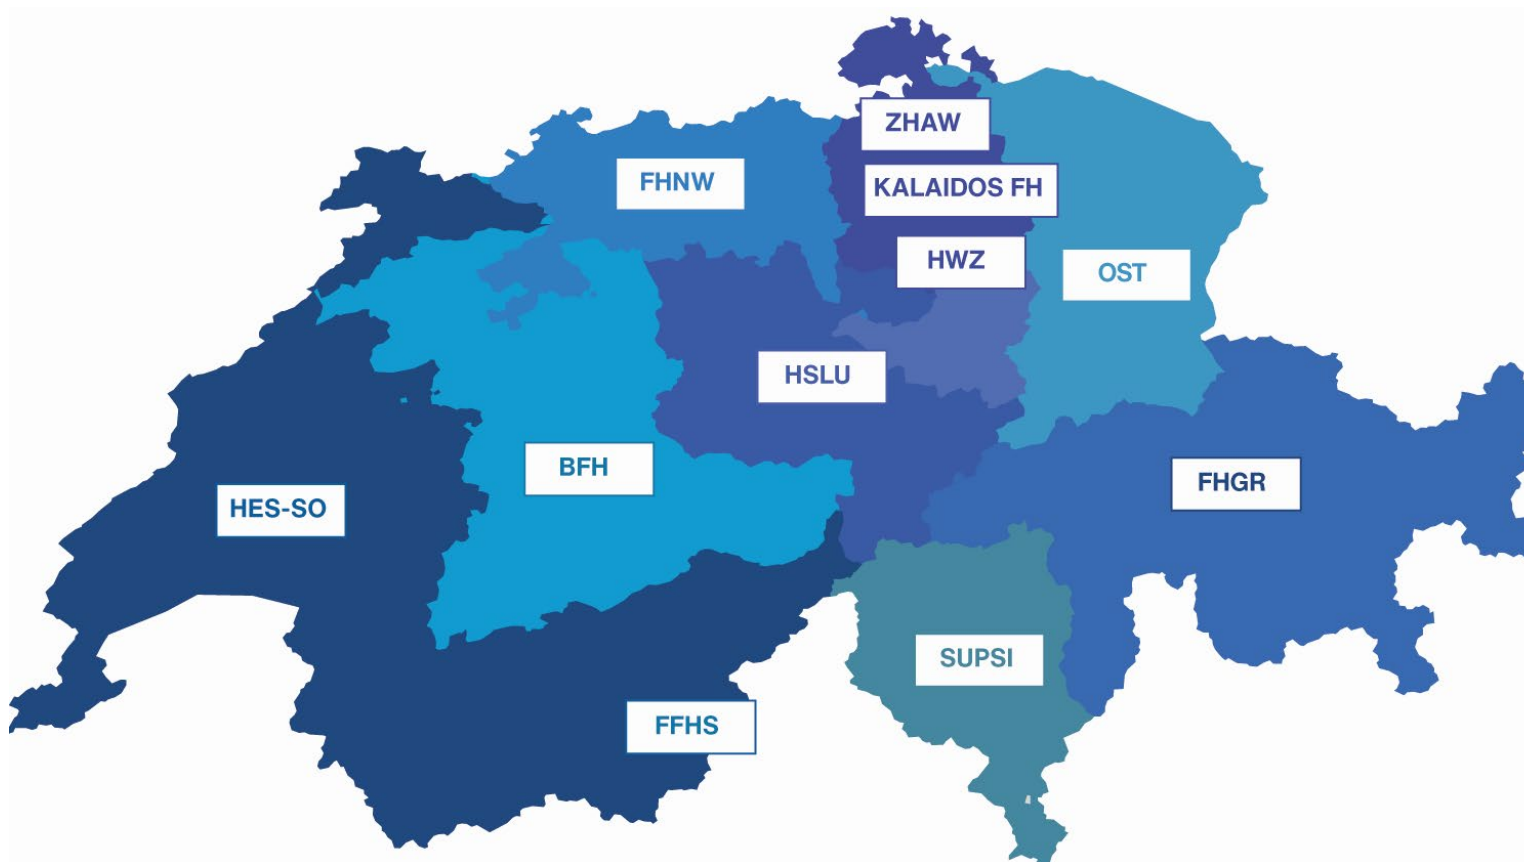 ZHAW
FHNW
KALAIDOS FH
HWZ
OST
HSLU
BFH
FHGR
HES-SO
SUPSI
FFHS